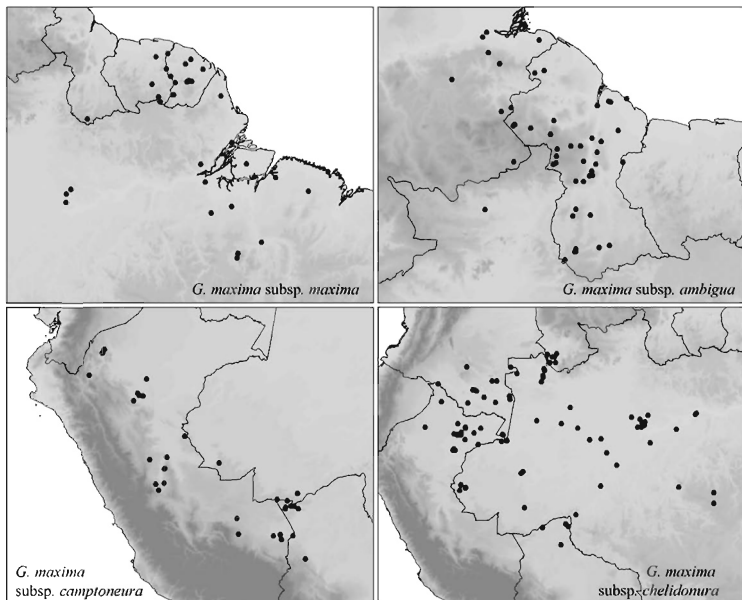 G. maxima subsp. maxima
G. maxima subsp. ambigua
G. maxima
subsp. camptoneura
G. maxima
subsp. chelidonura